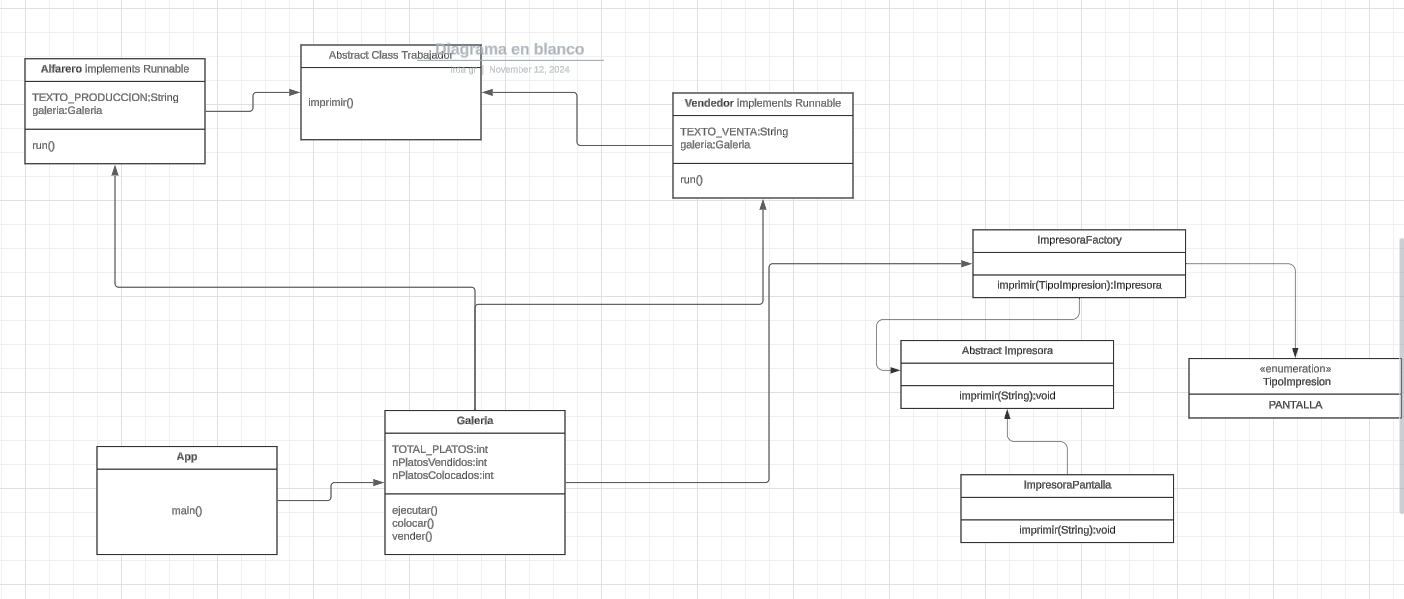 Diagrama en blanco
November 12, 2024
Alfarero implements Runnable
TEXTO_PRODUCCION;String
galeria:Galeria
run()
Abstract Class Trabajador
imprimir()
Vendedor implements Runnable
TEXTO_VENTA:String
galeria:Galeria
run()
ImpresoraFactory
imprimir(TipoImpresion):Impresora
Abstract Impresora
imprimir(String):void
«enumeration»
TipoImpresion
PANTALLA
Galeria
TOTAL_PLATOS:int
nPlatosVendidos:int
nPlatosColocados:int
ejecutar()
colocar()
vender()
App
main()
ImpresoraPantalla
imprimir(String):void